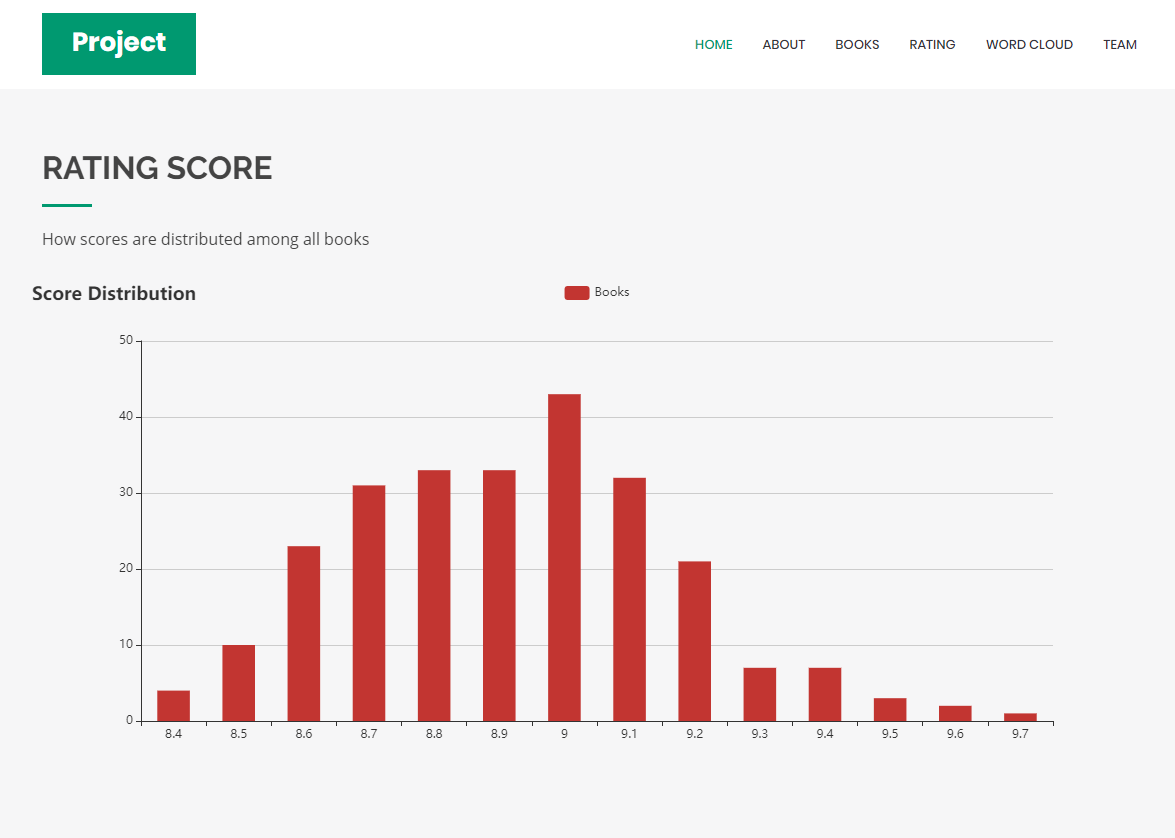 Project
HOME ABOUT BOOKS RATING WORD CLOUD TEAM
RATING SCORE
How scores are distributed among all books
Score Distribution
Books
50
40
30
20
10
0
8.4 8.5 8.6 8.7 8.8 8.9 9 9.1 9.2 9.3 9.4 9.5 9.6 9.7